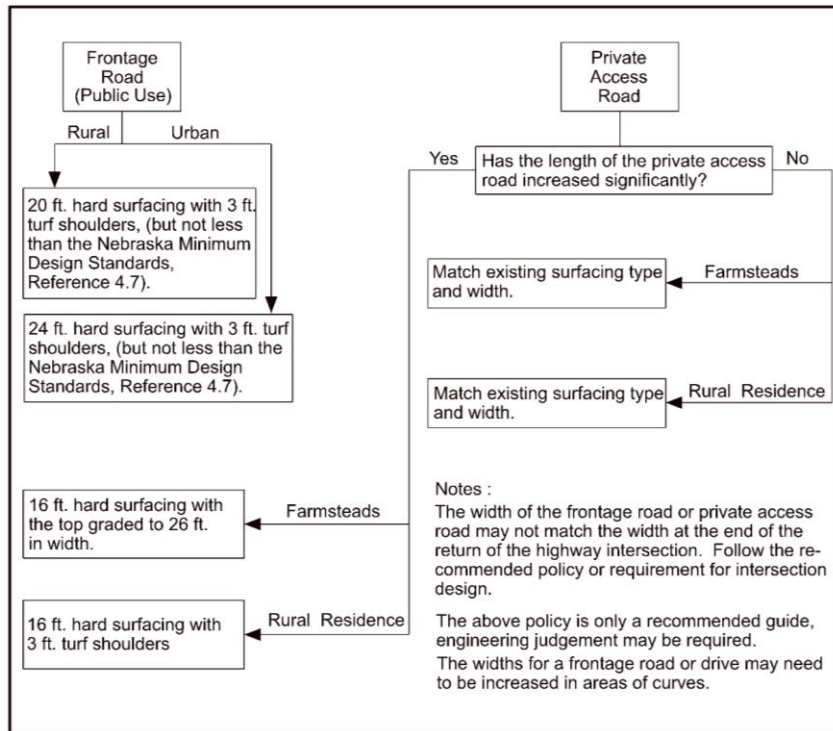 Frontage
Road
(Public Use)
Rural
Urban
20 ft. hard surfacing with 3 ft.
turf shoulders, (but not less
than the Nebraska Minimum
Design Standards,
Reference 4.7).
24 ft. hard surfacing with 3 ft. turf
shoulders, (but not less than the
Nebraska Minimum Design
Standards, Reference 4.7).
Private
Access
Road
Yes
Has the length of the private access
road increased significantly?
No
Match existing surfacing type
and width.
Farmsteads
Match existing surfacing type
and width.
Rural Residence
16 ft. hard surfacing with
the top graded to 26 ft.
in width.
Farmsteads
16 ft. hard surfacing with
3 ft. turf shoulders
Rural Residence
Notes :
The width of the frontage road or private access
road may not match the width at the end of the
return of the highway intersection. Follow the re-
commended policy or requirement for intersection
design.
The above policy is only a recommended guide,
engineering judgement may be required.
The widths for a frontage road or drive may need
to be increased in areas of curves.